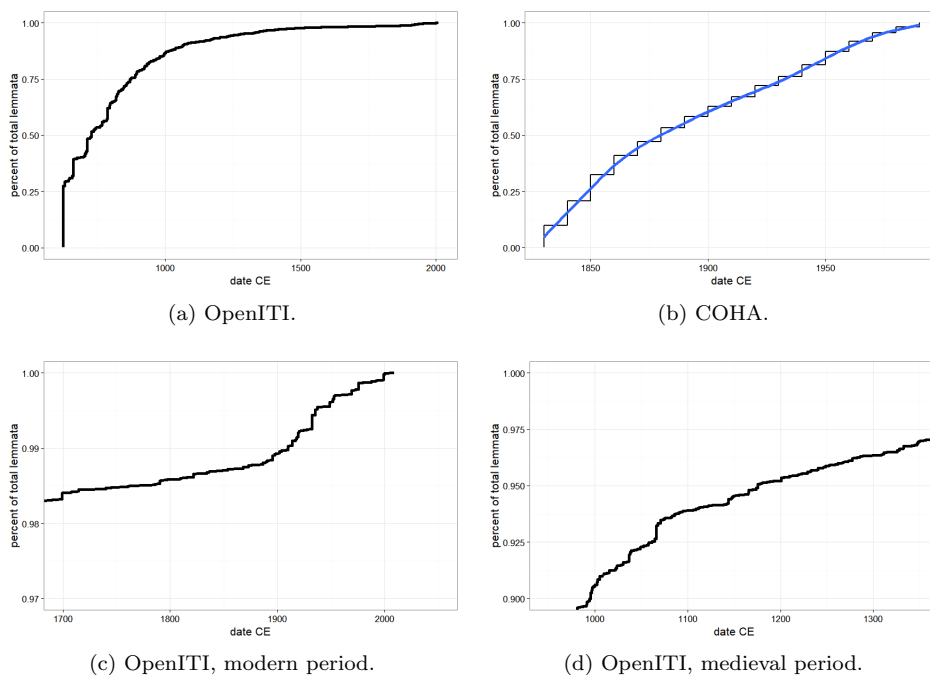 1.00
0.75
0.50
0.25
0.00
percent of total lemmata
1000
1500
2000
date CE
(a) OpenITI.
1.00
0.75
0.50
0.25
0.00
percent of total lemmata
1850
1900
1950
date CE
(b) COHA.
1.00
0.99
0.98
0.97
percent of total lemmata
1700
1800
1900
2000
date CE
(c) OpenITI, modern period.
1.000
0.975
0.950
0.925
0.900
percent of total lemmata
1000
1100
1200
1300
date CE
(d) OpenITI, medieval period.